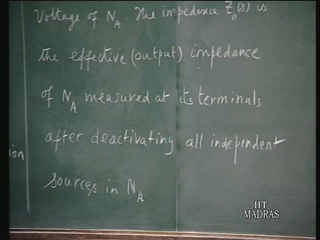 Voltage of N_A. The impedance Z_0(s) is
the effective (output) impedance
of N_A measured at its terminals
after deactivating all independent
ion
sources in N_A
IIT
MADRAS